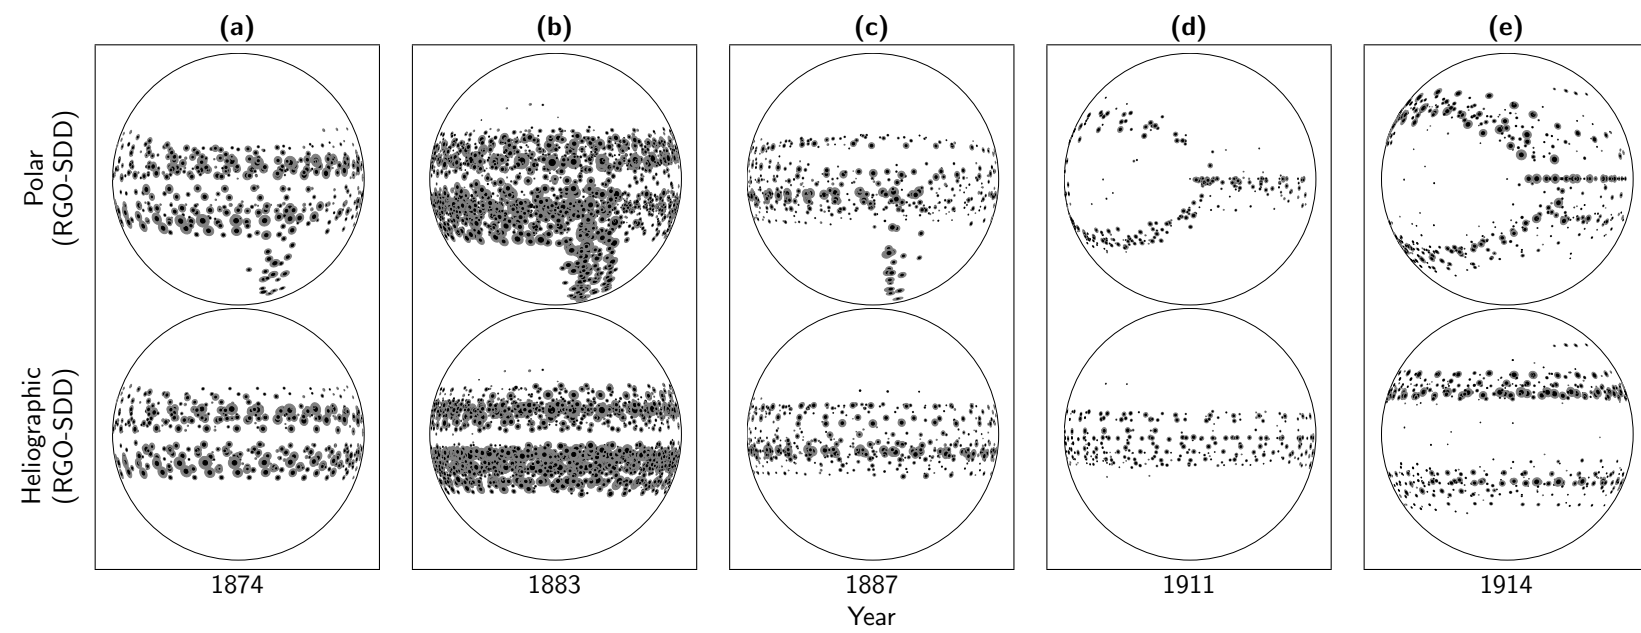 (a) (b) (c) (d) (e)
Polar
(RGO-SDD)
Heliographic
(RGO-SDD)
1874 1883 1887 1911 1914
Year